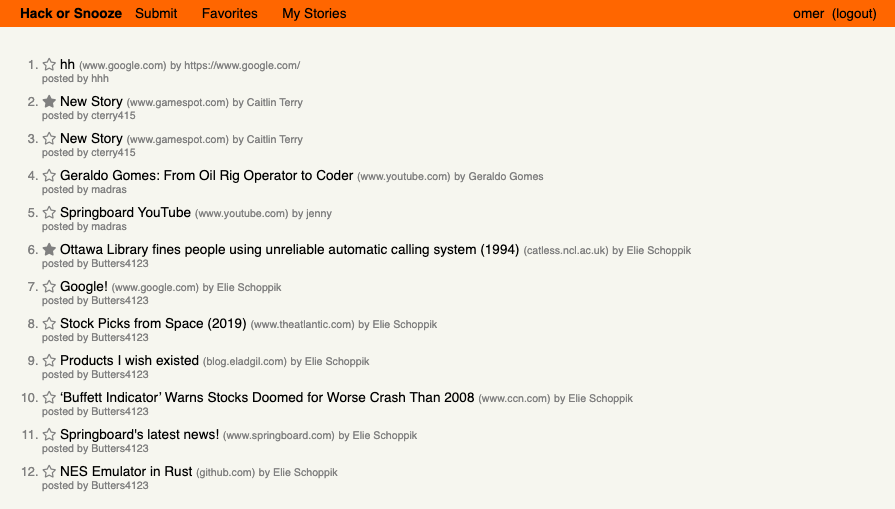 Hack or Snooze Submit Favorites My Stories omer (logout)
1. hh (www.google.com) by https://www.google.com/
posted by hhh
2. New Story (www.gamespot.com) by Caitlin Terry
posted by cterry415
3. New Story (www.gamespot.com) by Caitlin Terry
posted by cterry415
4. Geraldo Gomes: From Oil Rig Operator to Coder (www.youtube.com) by Geraldo Gomes
posted by madras
5. Springboard YouTube (www.youtube.com) by jenny
posted by madras
6. Ottawa Library fines people using unreliable automatic calling system (1994) (catless.ncl.ac.uk) by Elie Schoppik
posted by Butters4123
7. Google! (www.google.com) by Elie Schoppik
posted by Butters4123
8. Stock Picks from Space (2019) (www.theatlantic.com) by Elie Schoppik
posted by Butters4123
9. Products I wish existed (blog.eladgil.com) by Elie Schoppik
posted by Butters4123
10. ‘Buffett Indicator’ Warns Stocks Doomed for Worse Crash Than 2008 (www.ccn.com) by Elie Schoppik
posted by Butters4123
11. Springboard's latest news! (www.springboard.com) by Elie Schoppik
posted by Butters4123
12. NES Emulator in Rust (github.com) by Elie Schoppik
posted by Butters4123